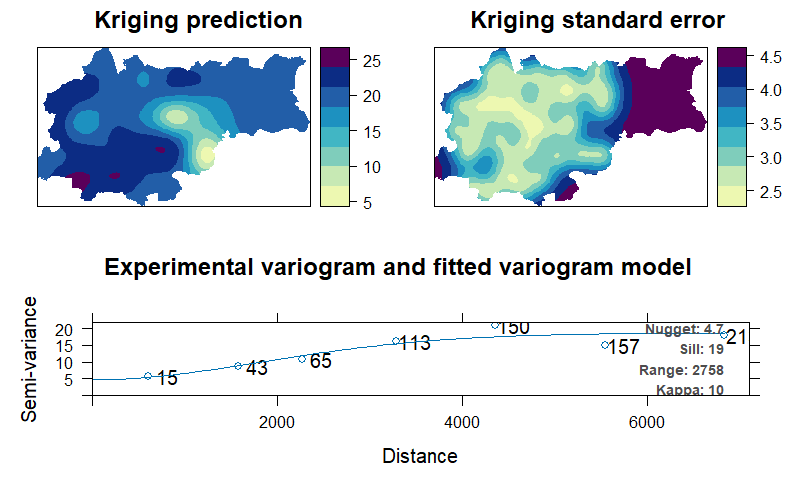 Kriging prediction
25
20
15
10
5
Kriging standard error
4.5
4.0
3.5
3.0
2.5
Experimental variogram and fitted variogram model
Semi-variance
20
15
10
5
15
43
65
113
150
157
21
Nugget: 4.7
Sill: 19
Range: 2758
Kappa: 10
2000
4000
6000
Distance